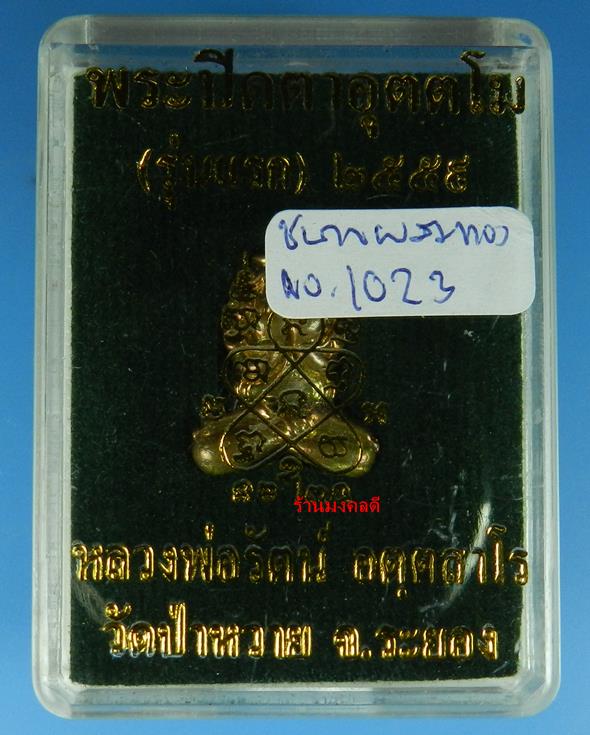 พระปิดตาอุตตโม
(รุ่นแรก) ๒๕๕๕
ชนวนผสมทอง
NO. 1023
ร้านมงคลดี
หลวงพ่อรัตน์ อตฺตสาโร
วัดป่าหวาย จ.ระยอง